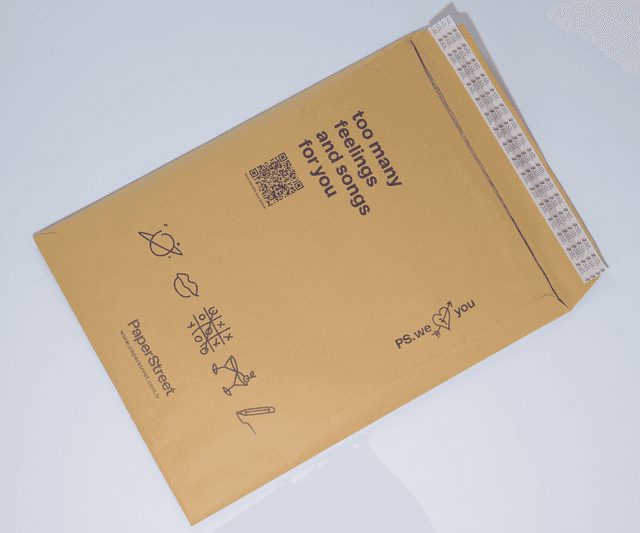 too many
feelings
and songs
for you
PS. we you
PaperStreet
www.paperstreet.com.tr